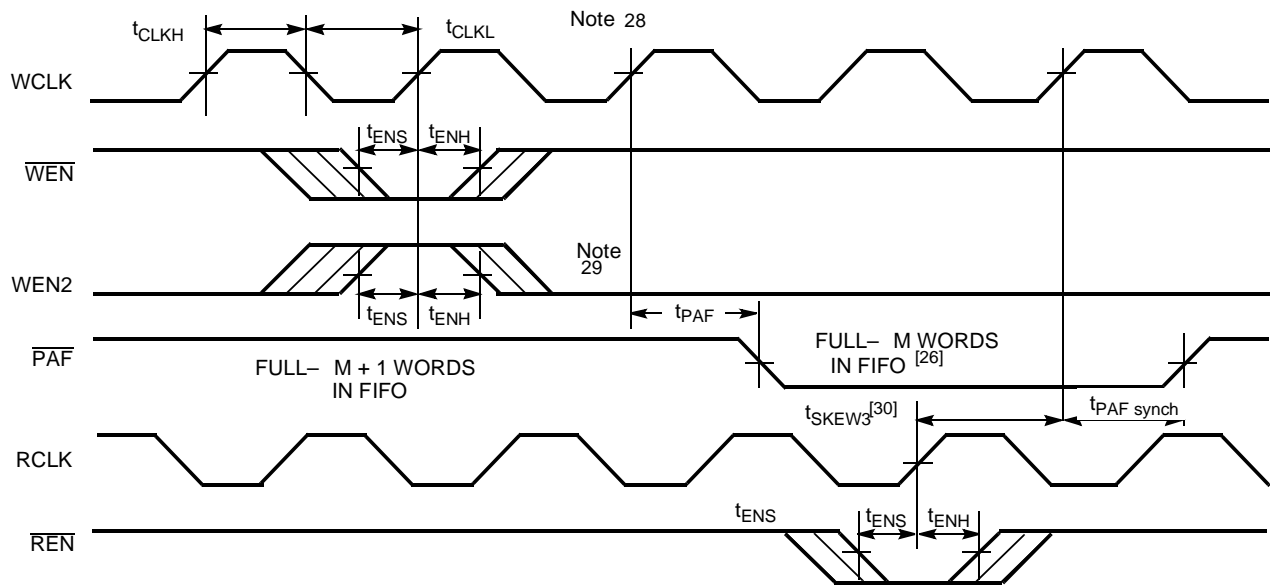 Note 28
tCLKH
tCLKL
WCLK
tENS
tENH
WEN
Note
29
WEN2
tENS
tENH
tPAF
PAF
FULL– M + 1 WORDS
IN FIFO
FULL– M WORDS
IN FIFO [26]
tSKEW3[30]
tPAF synch
RCLK
tENS
tENS
tENH
REN